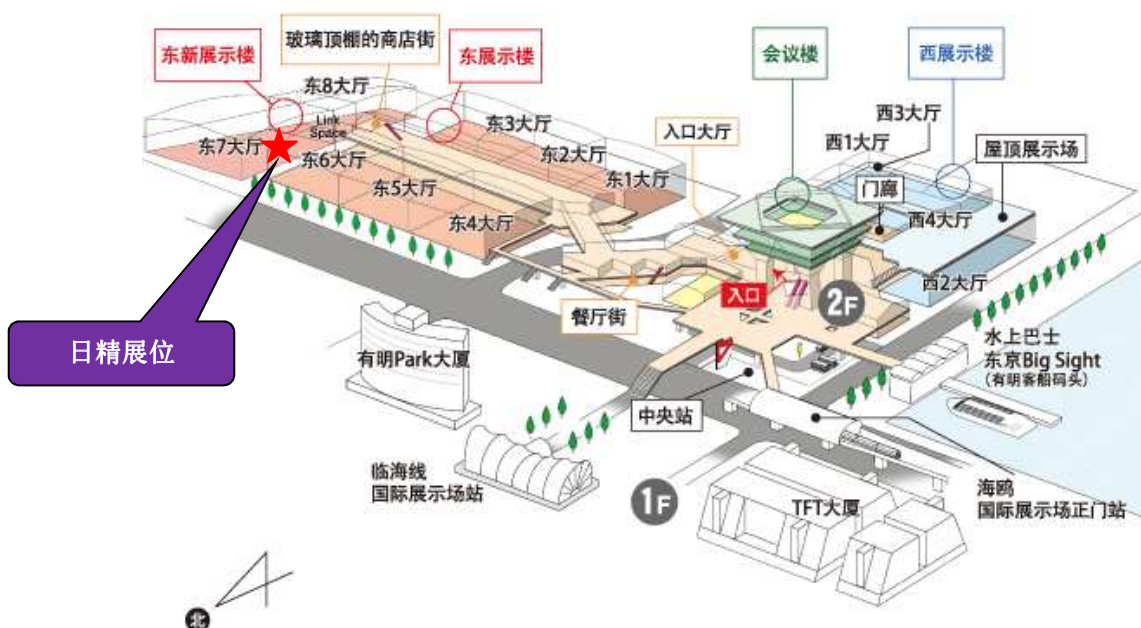 玻璃顶棚的商店街
东新展示楼
东展示楼
会议楼
西展示楼
东8大厅
Link
Space
东3大厅
东7大厅
东6大厅
东2大厅
东5大厅
东1大厅
东4大厅
入口大厅
西3大厅
西1大厅
屋顶展示场
门廊
西4大厅
西2大厅
入口
2F
餐厅街
日精展位
有明Park大厦
水上巴士
东京Big Sight
(有明客船码头)
中央站
临海线
国际展示场站
1F
TFT大厦
海鸥
国际展示场正门站
北